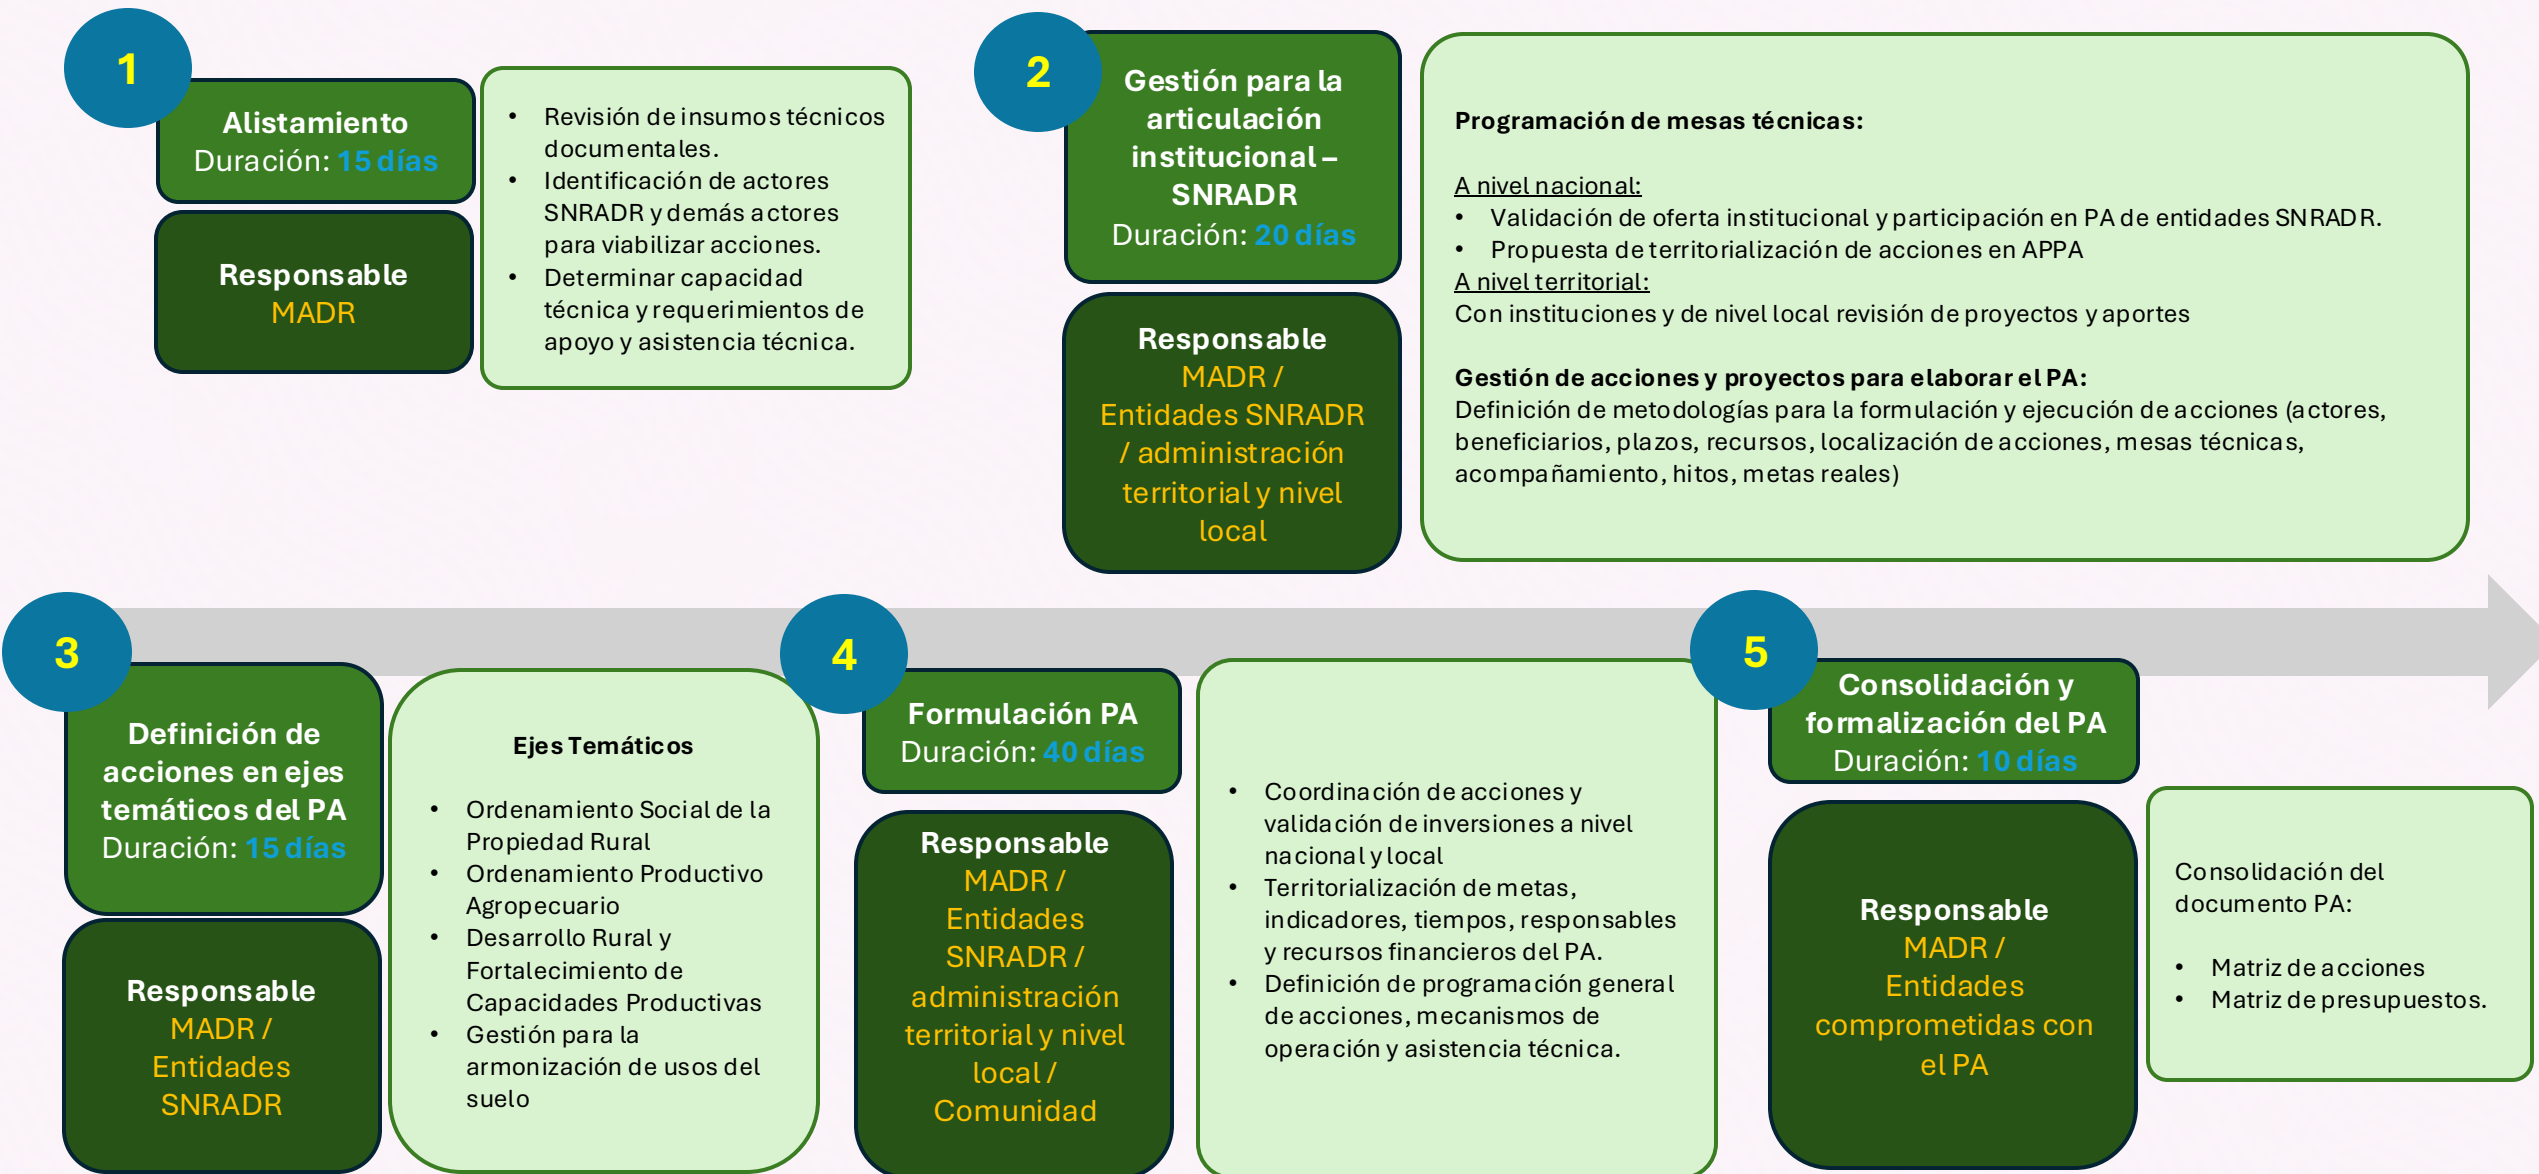 1
Alistamiento
Duración: 15 días
Responsable
MADR
• Revisión de insumos técnicos
documentales.
• Identificación de actores
SNRADR y demás actores
para viabilizar acciones.
• Determinar capacidad
técnica y requerimientos de
apoyo y asistencia técnica.
2
Gestión para la
articulación
institucional –
SNRADR
Duración: 20 días
Responsable
MADR /
Entidades SNRADR
/ administración
territorial y nivel
local
Programación de mesas técnicas:
A nivel nacional:
• Validación de oferta institucional y participación en PA de entidades SNRADR.
• Propuesta de territorialización de acciones en APPA
A nivel territorial:
Con instituciones y de nivel local revisión de proyectos y aportes
Gestión de acciones y proyectos para elaborar el PA:
Definición de metodologías para la formulación y ejecución de acciones (actores,
beneficiarios, plazos, recursos, localización de acciones, mesas técnicas,
acompañamiento, hitos, metas reales)
3
Definición de
acciones en ejes
temáticos del PA
Duración: 15 días
Responsable
MADR /
Entidades
SNRADR
Ejes Temáticos
• Ordenamiento Social de la
Propiedad Rural
• Ordenamiento Productivo
Agropecuario
• Desarrollo Rural y
Fortalecimiento de
Capacidades Productivas
• Gestión para la
armonización de usos del
suelo
4
Formulación PA
Duración: 40 días
Responsable
MADR /
Entidades
SNRADR /
administración
territorial y nivel
local /
Comunidad
• Coordinación de acciones y
validación de inversiones a nivel
nacional y local
• Territorialización de metas,
indicadores, tiempos, responsables
y recursos financieros del PA.
• Definición de programación general
de acciones, mecanismos de
operación y asistencia técnica.
5
Consolidación y
formalización del PA
Duración: 10 días
Responsable
MADR /
Entidades
comprometidas con
el PA
Consolidación del
documento PA:
• Matriz de acciones
• Matriz de presupuestos.